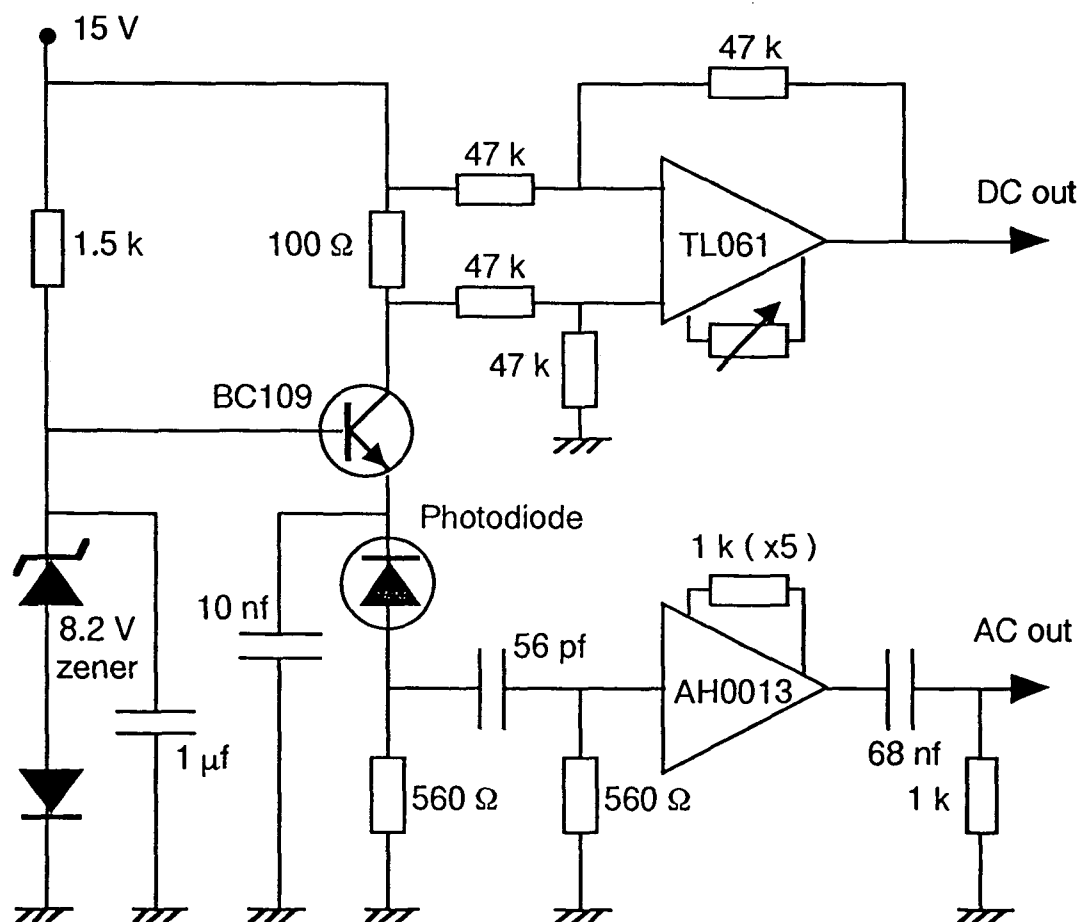 15 V
47 k
47 k
DC out
1.5 k
100 Ω
TL061
47 k
47 k
BC109
Photodiode
1 k ( x5 )
10 nf
AC out
8.2 V
zener
56 pf
AH0013
1 µf
68 nf
560 Ω
560 Ω
1 k